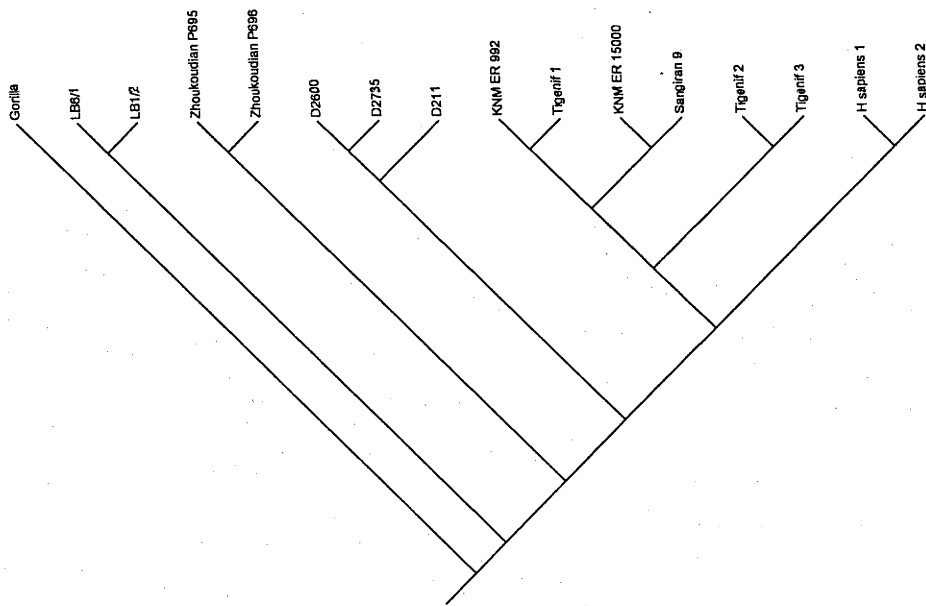 Gorilla
LB6/1
LB1/2
Zhoukoudian P695
Zhoukoudian P696
D2600
D2735
D211
KNM ER 992
Tigenif 1
KNM ER 15000
Sangiran 9
Tigenif 2
Tigenif 3
H sapiens 1
H sapiens 2